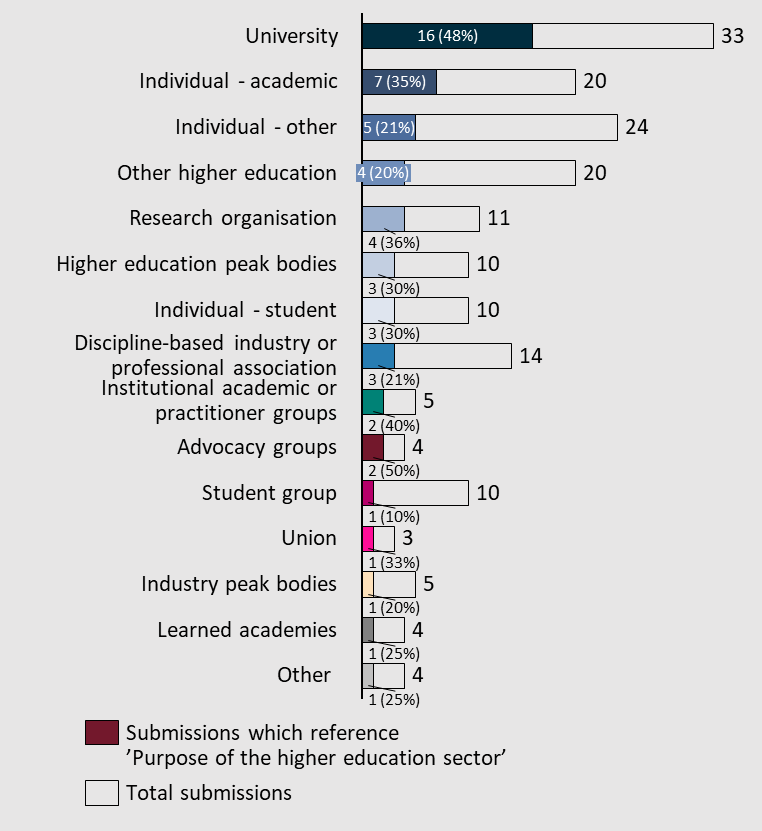 University 16 (48%) 33
Individual - academic 7 (35%) 20
Individual - other 5 (21%) 24
Other higher education 4 (20%) 20
Research organisation 11
4 (36%)
Higher education peak bodies 10
3 (30%)
Individual - student 10
3 (30%)
Discipline-based industry or
professional association 14
3 (21%)
Institutional academic or
practitioner groups 5
2 (40%)
Advocacy groups 4
2 (50%)
Student group 10
1 (10%)
Union 3
1 (33%)
Industry peak bodies 5
1 (20%)
Learned academies 4
1 (25%)
Other 4
1 (25%)
Submissions which reference
’Purpose of the higher education sector’
Total submissions